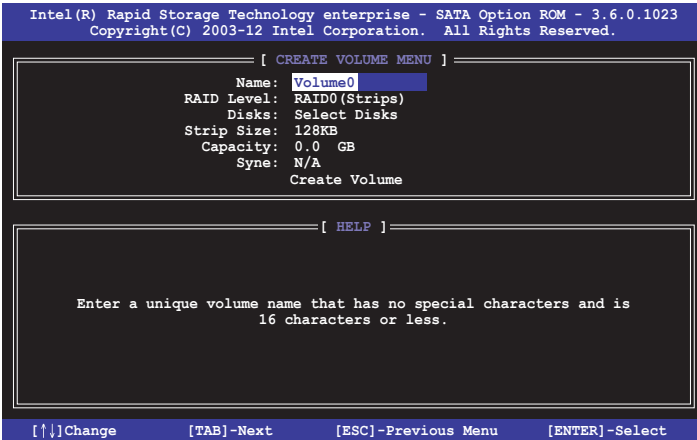 Intel(R) Rapid Storage Technology enterprise - SATA Option ROM - 3.6.0.1023
Copyright(C) 2003-12 Intel Corporation. All Rights Reserved.
[ CREATE VOLUME MENU ]
Name: Volume0
RAID Level: RAID0(Strips)
Disks: Select Disks
Strip Size: 128KB
Capacity: 0.0 GB
Syne: N/A
Create Volume
[ HELP ]
Enter a unique volume name that has no special characters and is
16 characters or less.
[↑↓]Change [TAB]-Next [ESC]-Previous Menu [ENTER]-Select